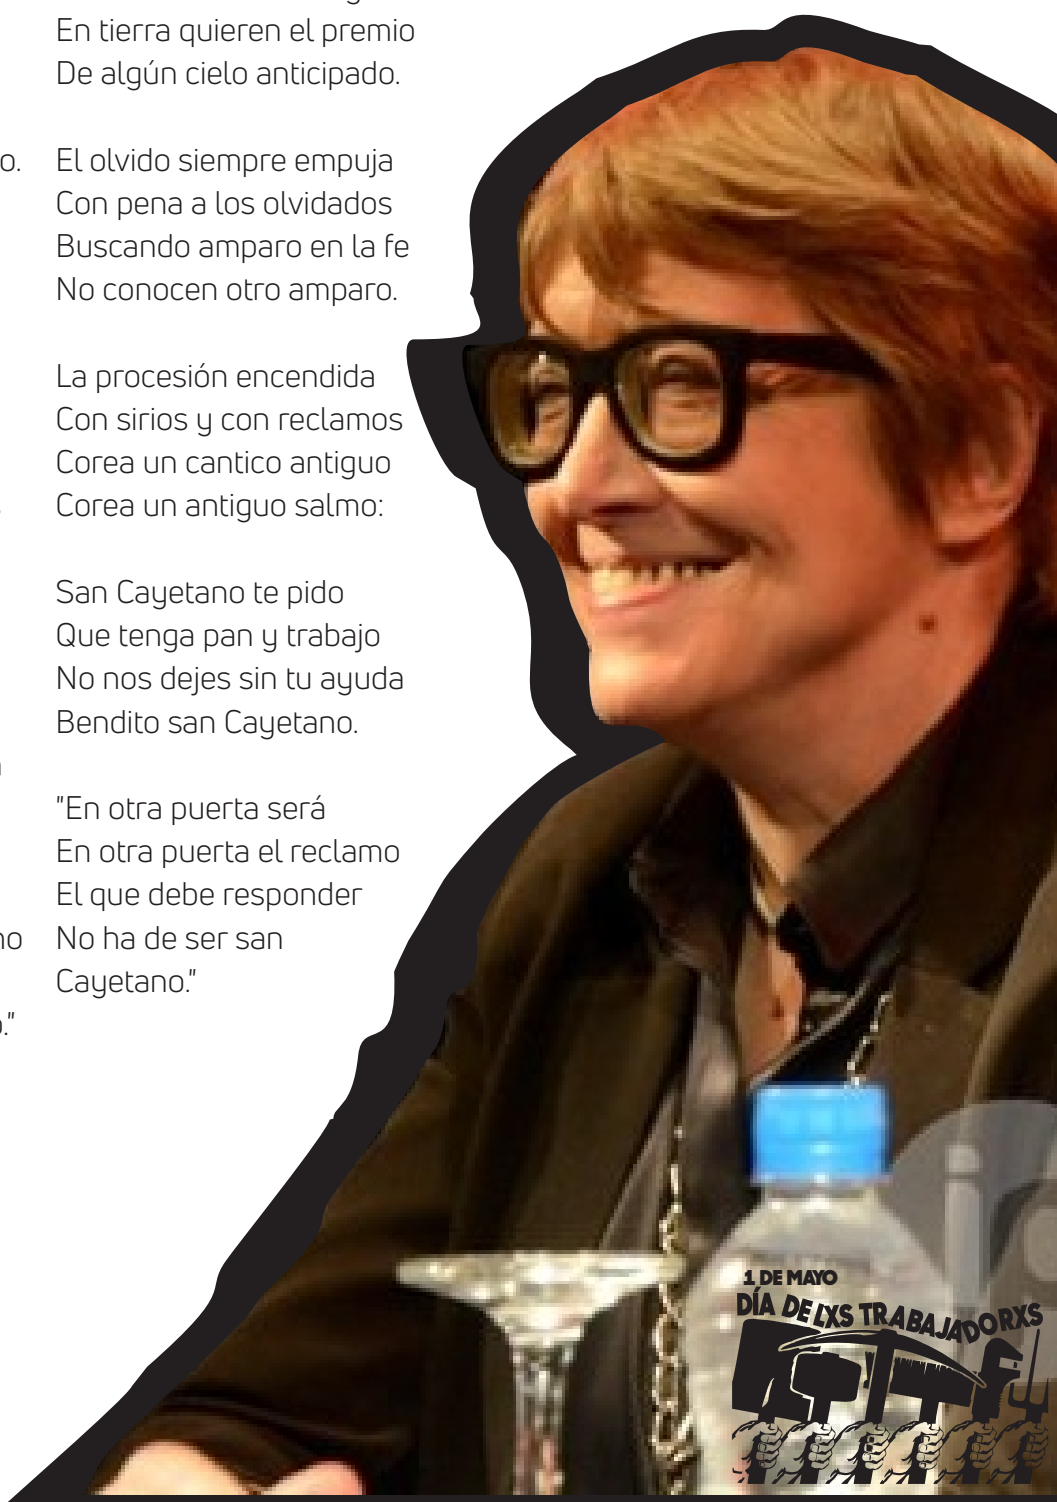 En tierra quieren el premio
De algún cielo anticipado.
El olvido siempre empuja
Con pena a los olvidados
Buscando amparo en la fe
No conocen otro amparo.
La procesión encendida
Con sirios y con reclamos
Corea un cantico antiguo
Corea un antiguo salmo:
San Cayetano te pido
Que tenga pan y trabajo
No nos dejes sin tu ayuda
Bendito san Cayetano.
"En otra puerta será
En otra puerta el reclamo
El que debe responder
No ha de ser san
Cayetano."
1 DE MAYO
DÍA DE LXS TRABAJADORXS